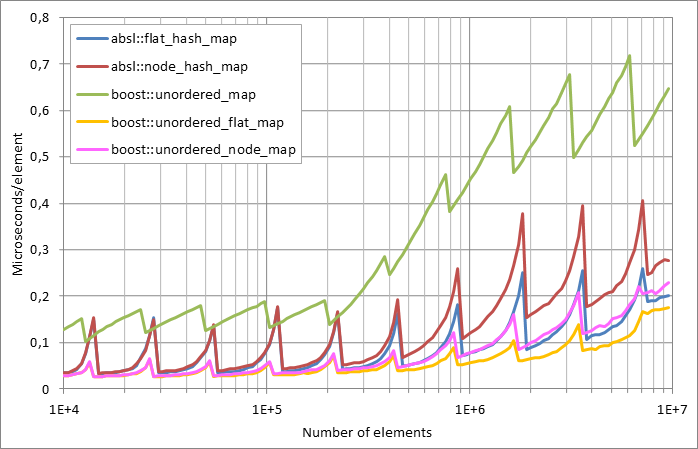 0,8
0,7
0,6
0,5
0,4
0,3
0,2
0,1
0
Microseconds/element
absl::flat_hash_map
absl::node_hash_map
boost::unordered_map
boost::unordered_flat_map
boost::unordered_node_map
1E+4 1E+5 1E+6 1E+7
Number of elements